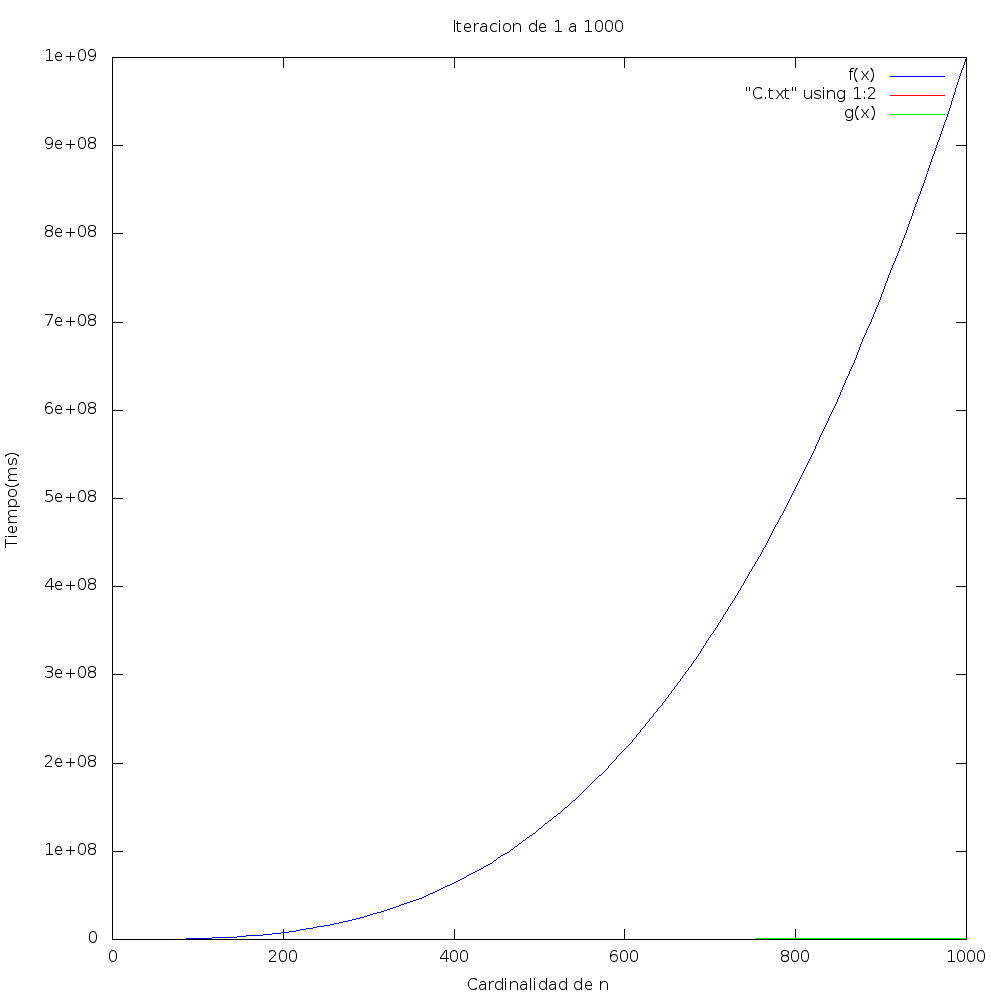 Iteracion de 1 a 1000
1e+09
f(x)
"C.txt" using 1:2
g(x)
9e+08
8e+08
7e+08
6e+08
5e+08
4e+08
3e+08
2e+08
1e+08
0
Tiempo(ms)
0 200 400 600 800 1000
Cardinalidad de n